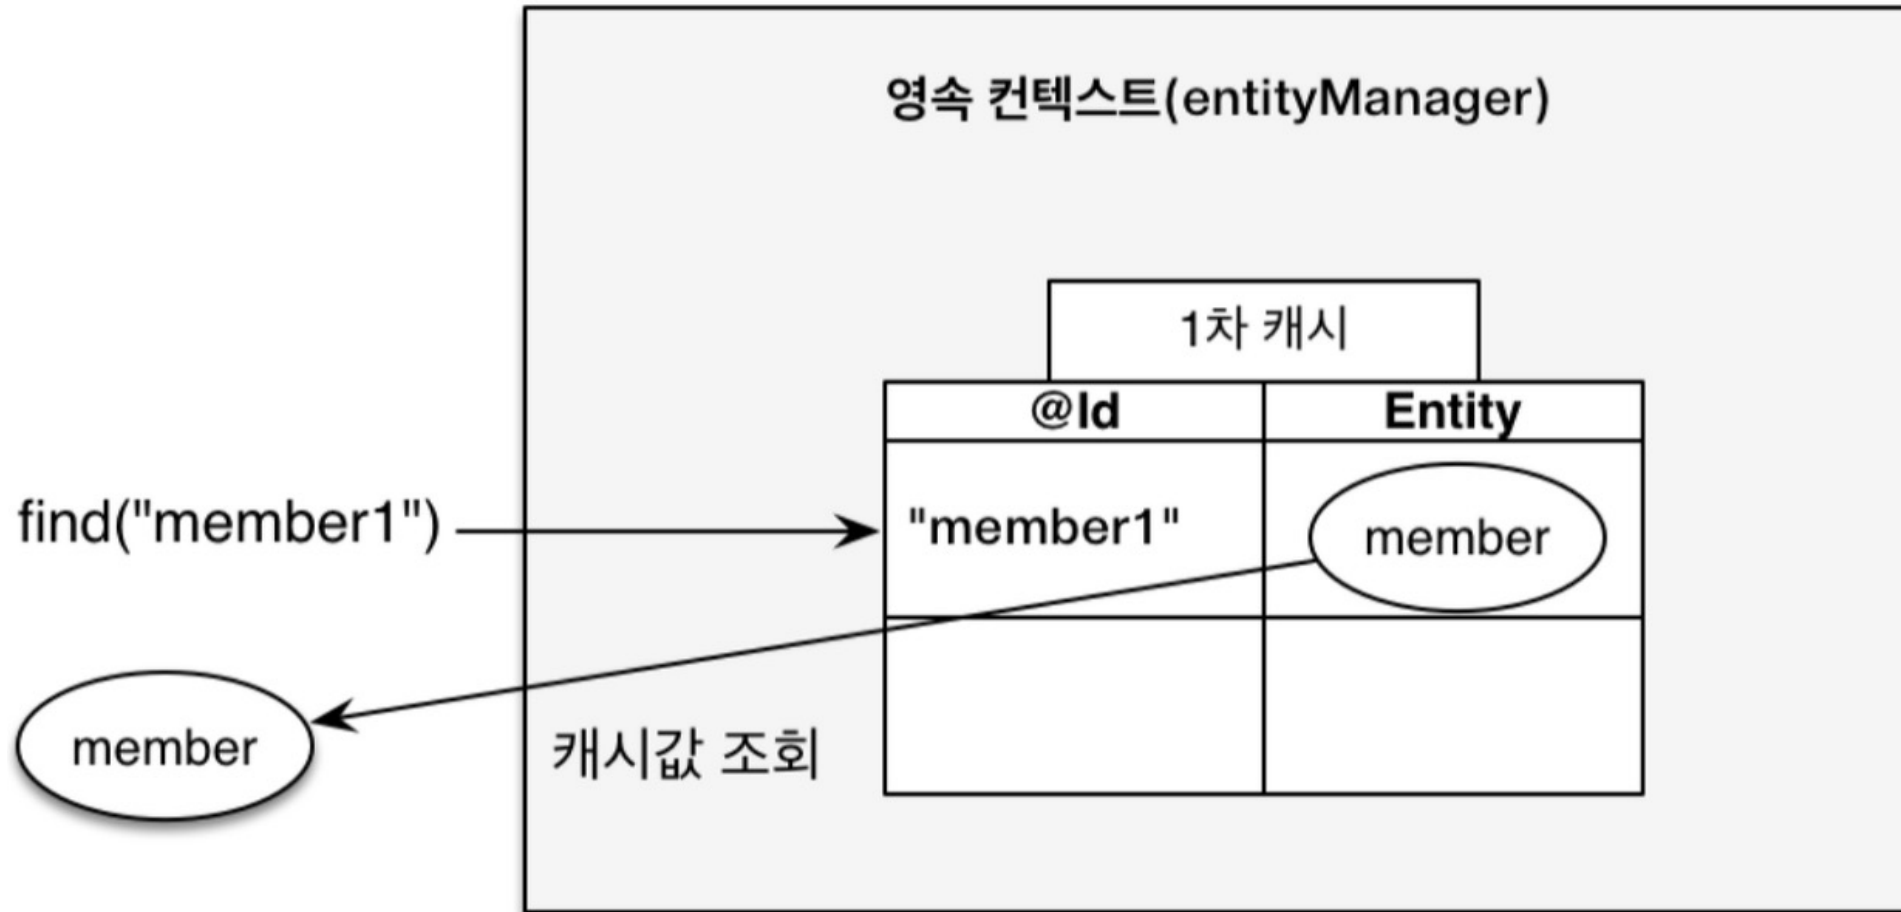 영속 컨텍스트(entityManager)
1차 캐시
@Id Entity
find("member1") "member1" member
member
캐시값 조회